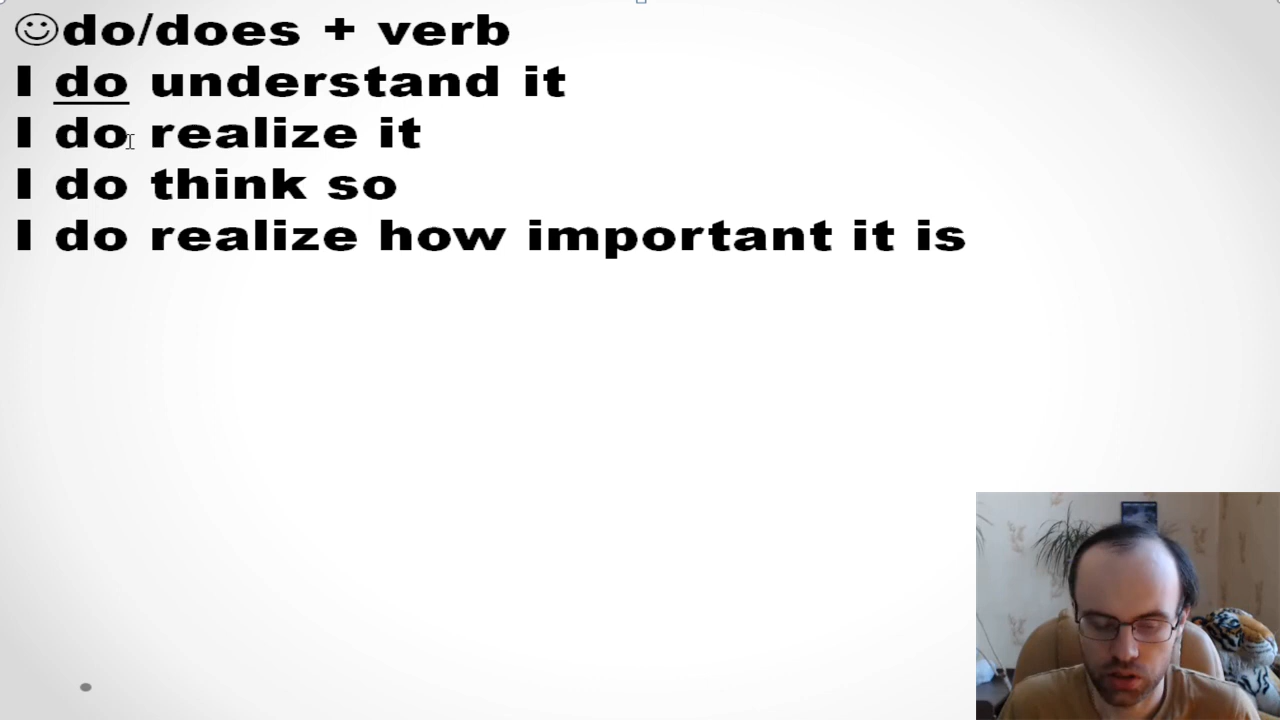 ☺do/does + verb
I do understand it
I do realize it
I do think so
I do realize how important it is